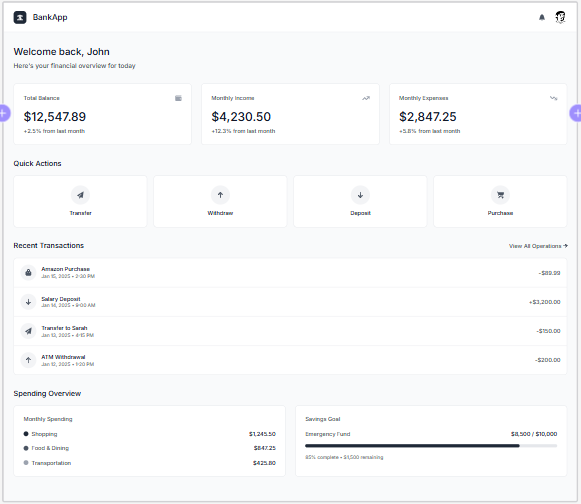 BankApp
Welcome back, John
Here's your financial overview for today
Total Balance
$12,547.89
+2.5% from last month
Monthly Income
$4,230.50
+12.3% from last month
Monthly Expenses
$2,847.25
+5.8% from last month
Quick Actions
Transfer
Withdraw
Deposit
Purchase
Recent Transactions
View All Operations →
Amazon Purchase
Jan 15, 2025 • 2:30 PM
-$89.99
Salary Deposit
Jan 14, 2025 • 9:00 AM
+$3,200.00
Transfer to Sarah
Jan 13, 2025 • 4:15 PM
-$150.00
ATM Withdrawal
Jan 12, 2025 • 1:30 PM
-$200.00
Spending Overview
Monthly Spending
Shopping $1,245.50
Food & Dining $847.25
Transportation $425.80
Savings Goal
Emergency Fund $8,500 / $10,000
85% complete • $1,500 remaining